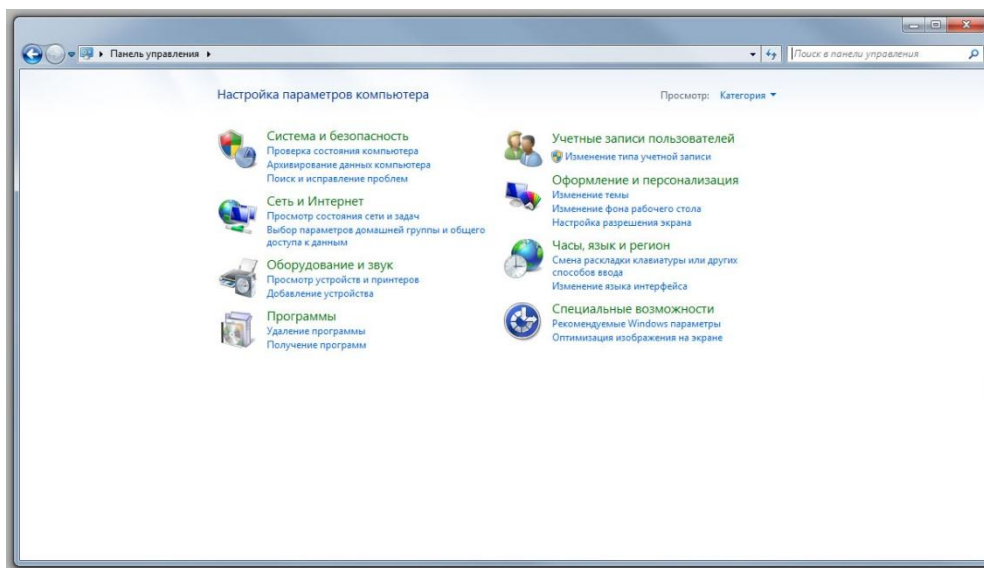 Панель управления
Поиск в панели управления
Настройка параметров компьютера
Просмотр: Категория
Система и безопасность
Проверка состояния компьютера
Архивирование данных компьютера
Поиск и исправление проблем
Сеть и Интернет
Просмотр состояния сети и задач
Выбор параметров домашней группы и общего
доступа к данным
Оборудование и звук
Просмотр устройств и принтеров
Добавление устройства
Программы
Удаление программы
Получение программ
Учетные записи пользователей
Изменение типа учетной записи
Оформление и персонализация
Изменение темы
Изменение фона рабочего стола
Настройка разрешения экрана
Часы, язык и регион
Смена раскладки клавиатуры или других
способов ввода
Изменение языка интерфейса
Специальные возможности
Рекомендуемые Windows параметры
Оптимизация изображения на экране